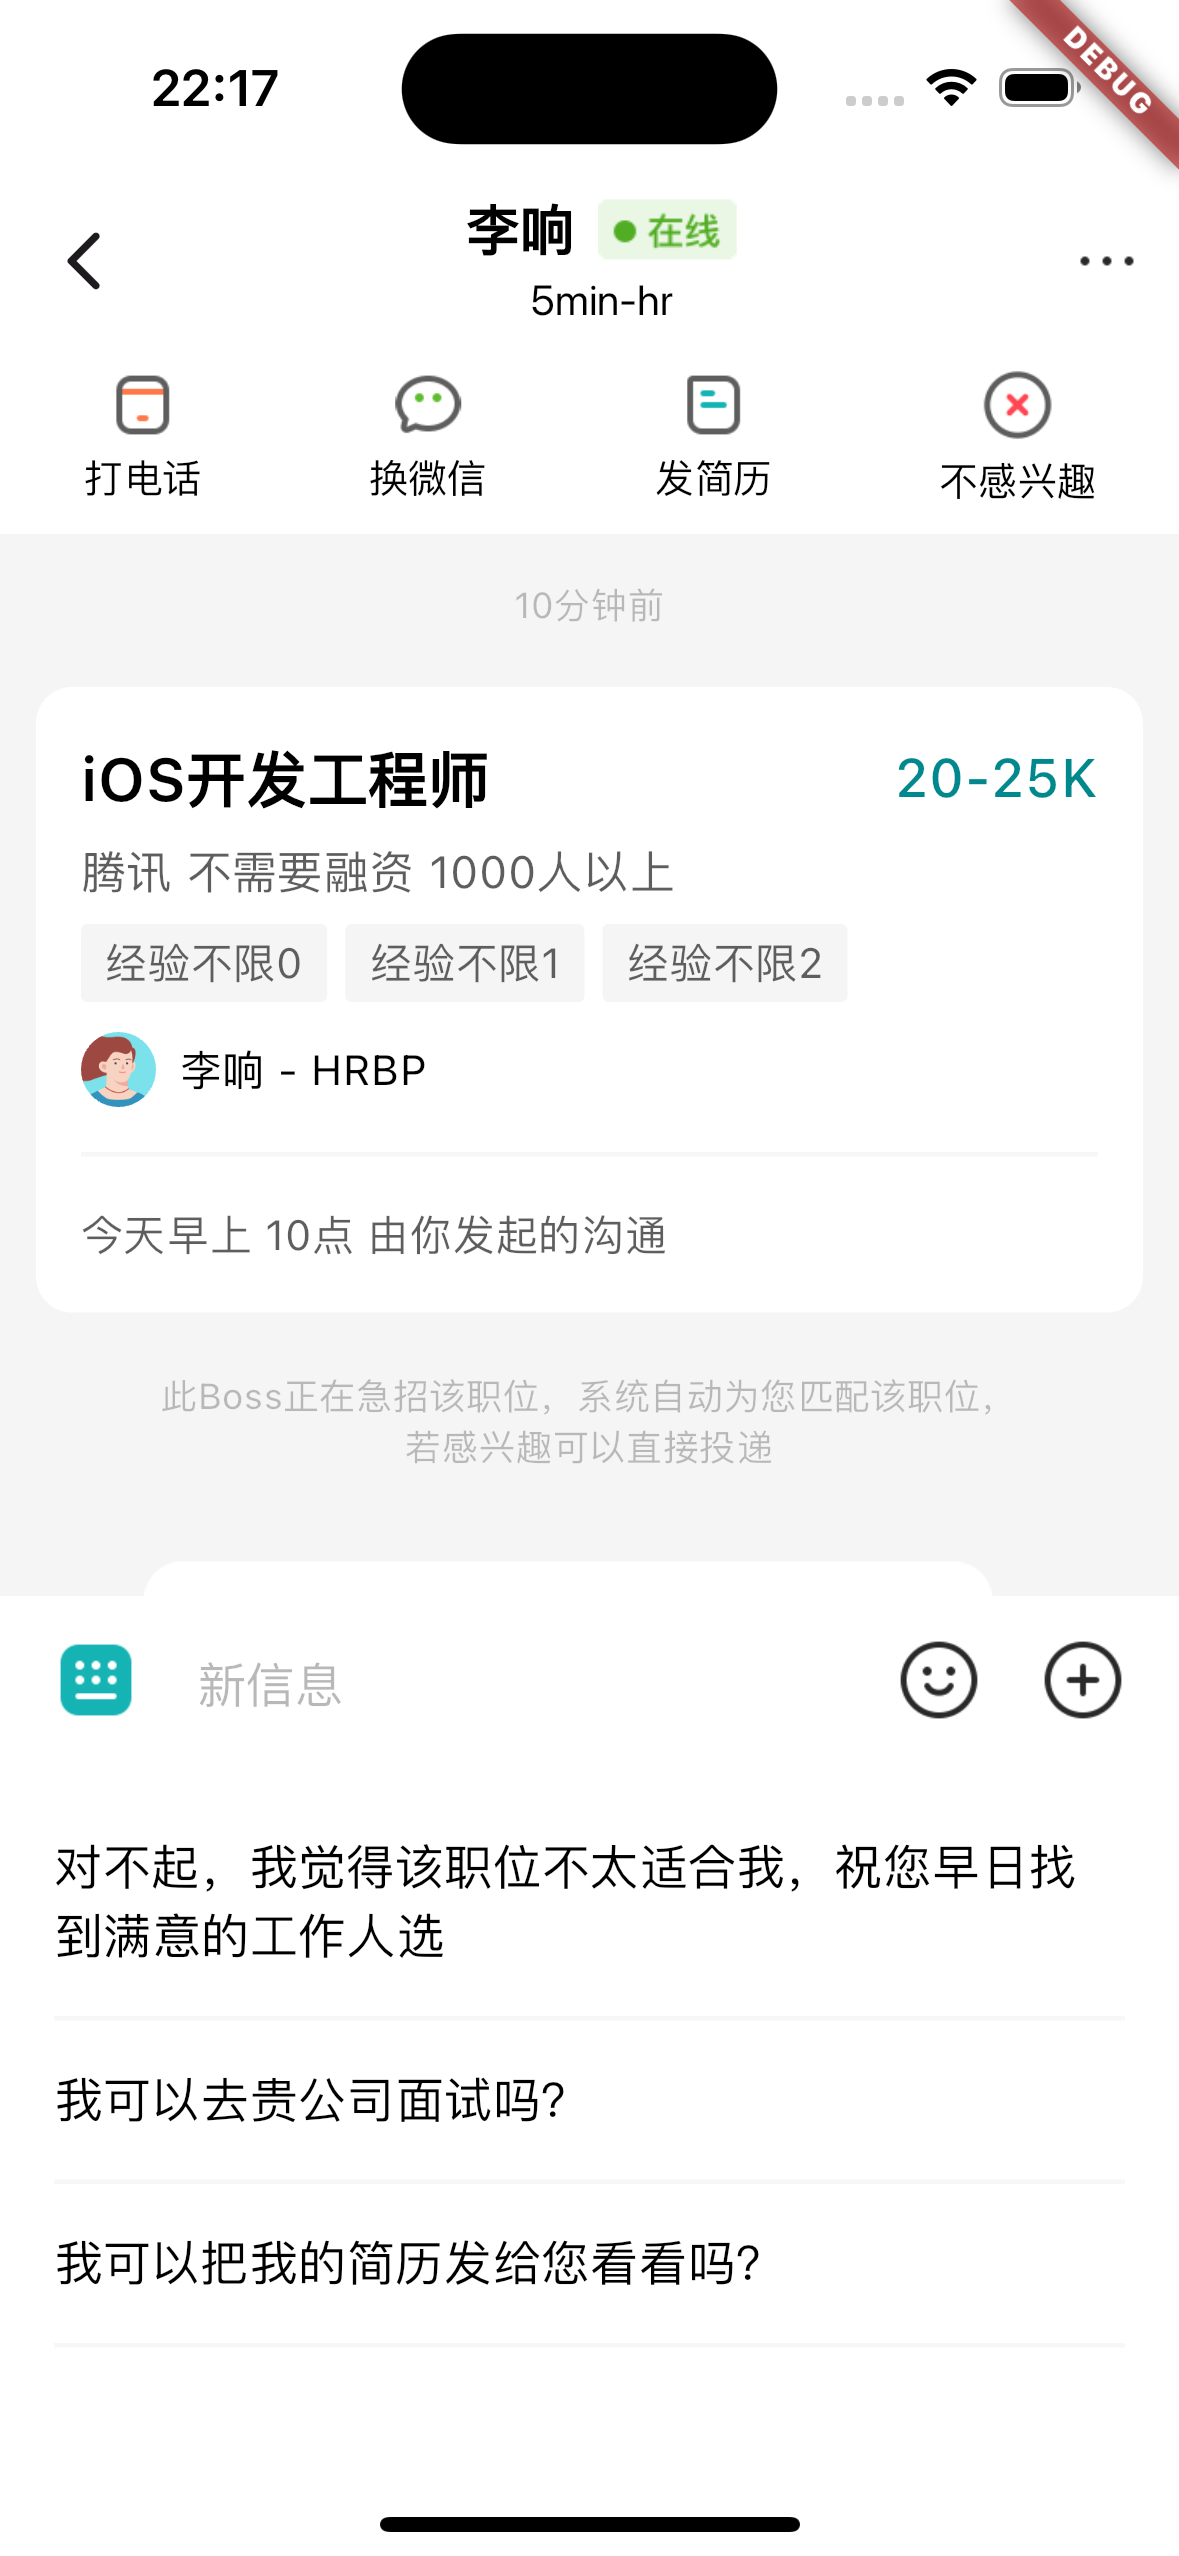 22:17
DEBUG
李响 在线
5min-hr
打电话 换微信 发简历 不感兴趣
10分钟前
iOS开发工程师 20-25K
腾讯 不需要融资 1000人以上
经验不限0 经验不限1 经验不限2
李响 - HRBP
今天早上 10点 由你发起的沟通
此Boss正在急招该职位，系统自动为您匹配该职位，
若感兴趣可以直接投递
新信息
对不起，我觉得该职位不太适合我，祝您早日找
到满意的工作人选
我可以去贵公司面试吗?
我可以把我的简历发给您看看吗?